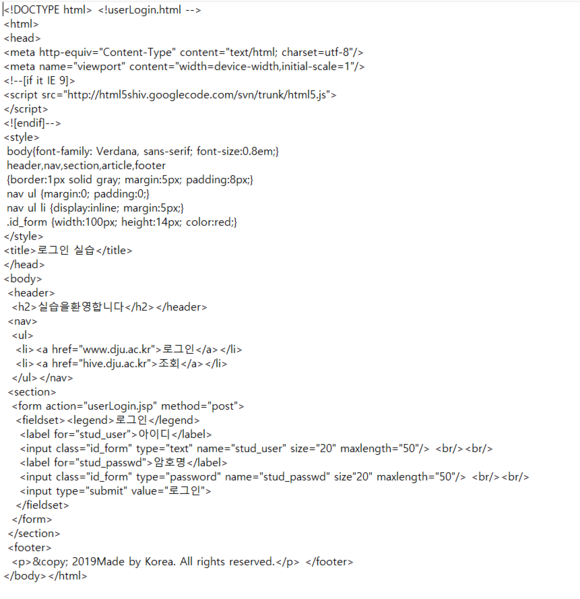 <!DOCTYPE html>  <!userLogin.html -->
<html>
<head>
<meta http-equiv="Content-Type" content="text/html; charset=utf-8"/>
<meta name="viewport" content="width=device-width,initial-scale=1"/>
<!--[if it IE 9]>
<script src="http://html5shiv.googlecode.com/svn/trunk/html5.js">
</script>
<![endif]-->
<style>
 body{font-family: Verdana, sans-serif; font-size:0.8em;}
 header,nav,section,article,footer
 {border:1px solid gray; margin:5px; padding:8px;}
 nav ul {margin:0; padding:0;}
 nav ul li {display:inline; margin:5px;}
 .id_form {width:100px; height:14px; color:red;}
</style>
<title>로그인 실습</title>
</head>
<body>
 <header>
  <h2>실습을환영합니다</h2></header>
 <nav>
  <ul>
   <li><a href="www.dju.ac.kr">로그인</a></li>
   <li><a href="hive.dju.ac.kr">조회</a></li>
  </ul></nav>
 <section>
  <form action="userLogin.jsp" method="post">
   <fieldset><legend>로그인</legend>
    <label for="stud_user">아이디</label>
    <input class="id_form" type="text" name="stud_user" size="20" maxlength="50"/> <br/><br/>
    <label for="stud_passwd">암호명</label>
    <input class="id_form" type="password" name="stud_passwd" size"20" maxlength="50"/> <br/><br/>
    <input type="submit" value="로그인">
   </fieldset>
  </form>
 </section>
 <footer>
  <p>&copy; 2019Made by Korea. All rights reserved.</p> </footer>
</body></html>